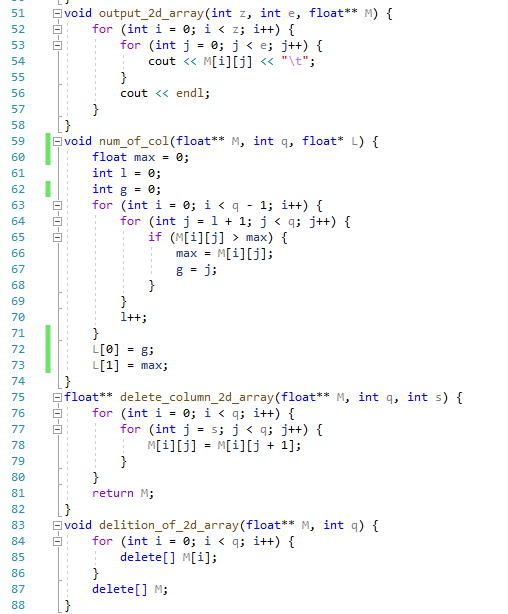 51 void output_2d_array(int z, int e, float** M) {
52     for (int i = 0; i < z; i++) {
53         for (int j = 0; j < e; j++) {
54             cout << M[i][j] << "\t";
55         }
56         cout << endl;
57     }
58 }
59 void num_of_col(float** M, int q, float* L) {
60     float max = 0;
61     int l = 0;
62     int g = 0;
63     for (int i = 0; i < q - 1; i++) {
64         for (int j = l + 1; j < q; j++) {
65             if (M[i][j] > max) {
66                 max = M[i][j];
67                 g = j;
68             }
69         }
70         l++;
71     }
72     L[0] = g;
73     L[1] = max;
74 }
75 float** delete_column_2d_array(float** M, int q, int s) {
76     for (int i = 0; i < q; i++) {
77         for (int j = s; j < q; j++) {
78             M[i][j] = M[i][j + 1];
79         }
80     }
81     return M;
82 }
83 void delition_of_2d_array(float** M, int q) {
84     for (int i = 0; i < q; i++) {
85         delete[] M[i];
86     }
87     delete[] M;
88 }